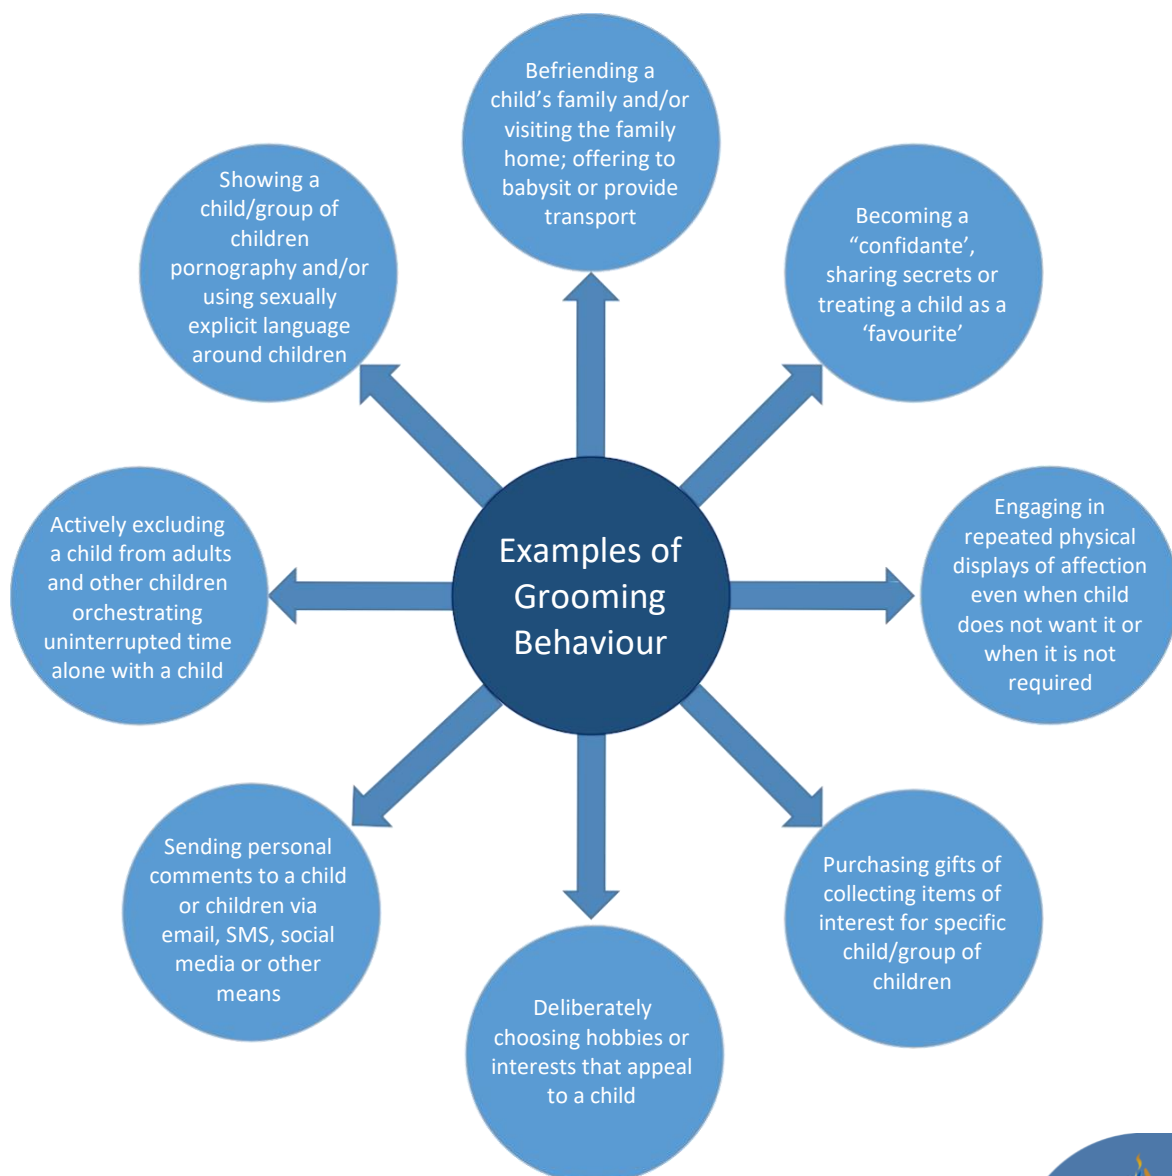 Befriending a
child's family and/or
visiting the family
home; offering to
babysit or provide
transport
Becoming a
“confidante’,
sharing secrets or
treating a child as a
‘favourite’
Engaging in
repeated physical
displays of affection
even when child
does not want it or
when it is not
required
Purchasing gifts of
collecting items of
interest for specific
child/group of
children
Deliberately
choosing hobbies or
interests that appeal
to a child
Sending personal
comments to a child
or children via
email, SMS, social
media or other
means
Actively excluding
a child from adults
and other children
orchestrating
uninterrupted time
alone with a child
Showing a
child/group of
children
pornography and/or
using sexually
explicit language
around children
Examples of
Grooming
Behaviour